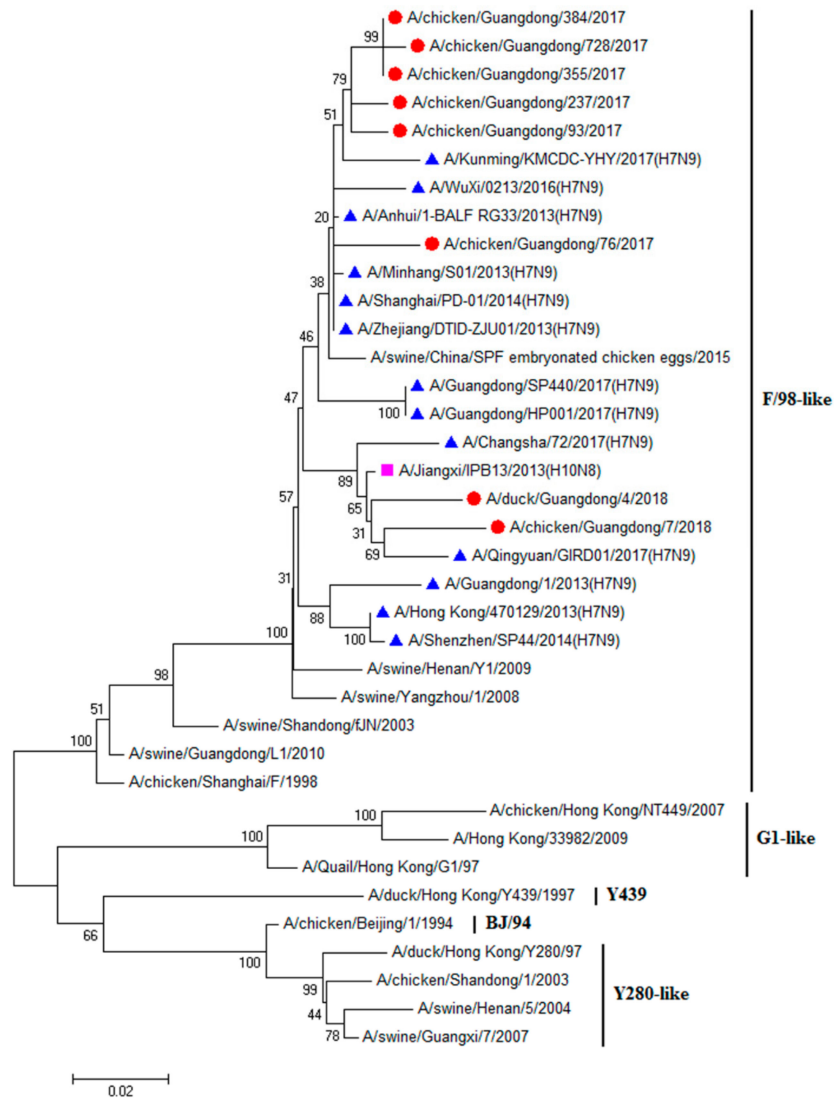 A/chicken/Guangdong/384/2017
99
A/chicken/Guangdong/728/2017
A/chicken/Guangdong/355/2017
79
A/chicken/Guangdong/237/2017
51
A/chicken/Guangdong/93/2017
A/Kunming/KMCDC-YHY/2017(H7N9)
A/WuXi/0213/2016(H7N9)
20
A/Anhui/1-BALF RG33/2013(H7N9)
A/chicken/Guangdong/76/2017
38
A/Minhang/S01/2013(H7N9)
A/Shanghai/PD-01/2014(H7N9)
46
A/Zhejiang/DTID-ZJU01/2013(H7N9)
A/swine/China/SPF embryonated chicken eggs/2015
A/Guangdong/SP440/2017(H7N9)
F/98-like
47
100
A/Guangdong/HP001/2017(H7N9)
A/Changsha/72/2017(H7N9)
89
A/Jiangxi/IPB13/2013(H10N8)
57
65
A/duck/Guangdong/4/2018
31
A/chicken/Guangdong/7/2018
69
A/Qingyuan/GIRD01/2017(H7N9)
31
A/Guangdong/1/2013(H7N9)
88
A/Hong Kong/470129/2013(H7N9)
100
100
A/Shenzhen/SP44/2014(H7N9)
98
A/swine/Henan/Y1/2009
A/swine/Yangzhou/1/2008
51
A/swine/Shandong/fJN/2003
100
A/swine/Guangdong/L1/2010
A/chicken/Shanghai/F/1998
100
A/chicken/Hong Kong/NT449/2007
100
A/Hong Kong/33982/2009
G1-like
A/Quail/Hong Kong/G1/97
A/duck/Hong Kong/Y439/1997
Y439
66
A/chicken/Beijing/1/1994
BJ/94
100
A/duck/Hong Kong/Y280/97
99
A/chicken/Shandong/1/2003
Y280-like
44
A/swine/Henan/5/2004
78
A/swine/Guangxi/7/2007
0.02